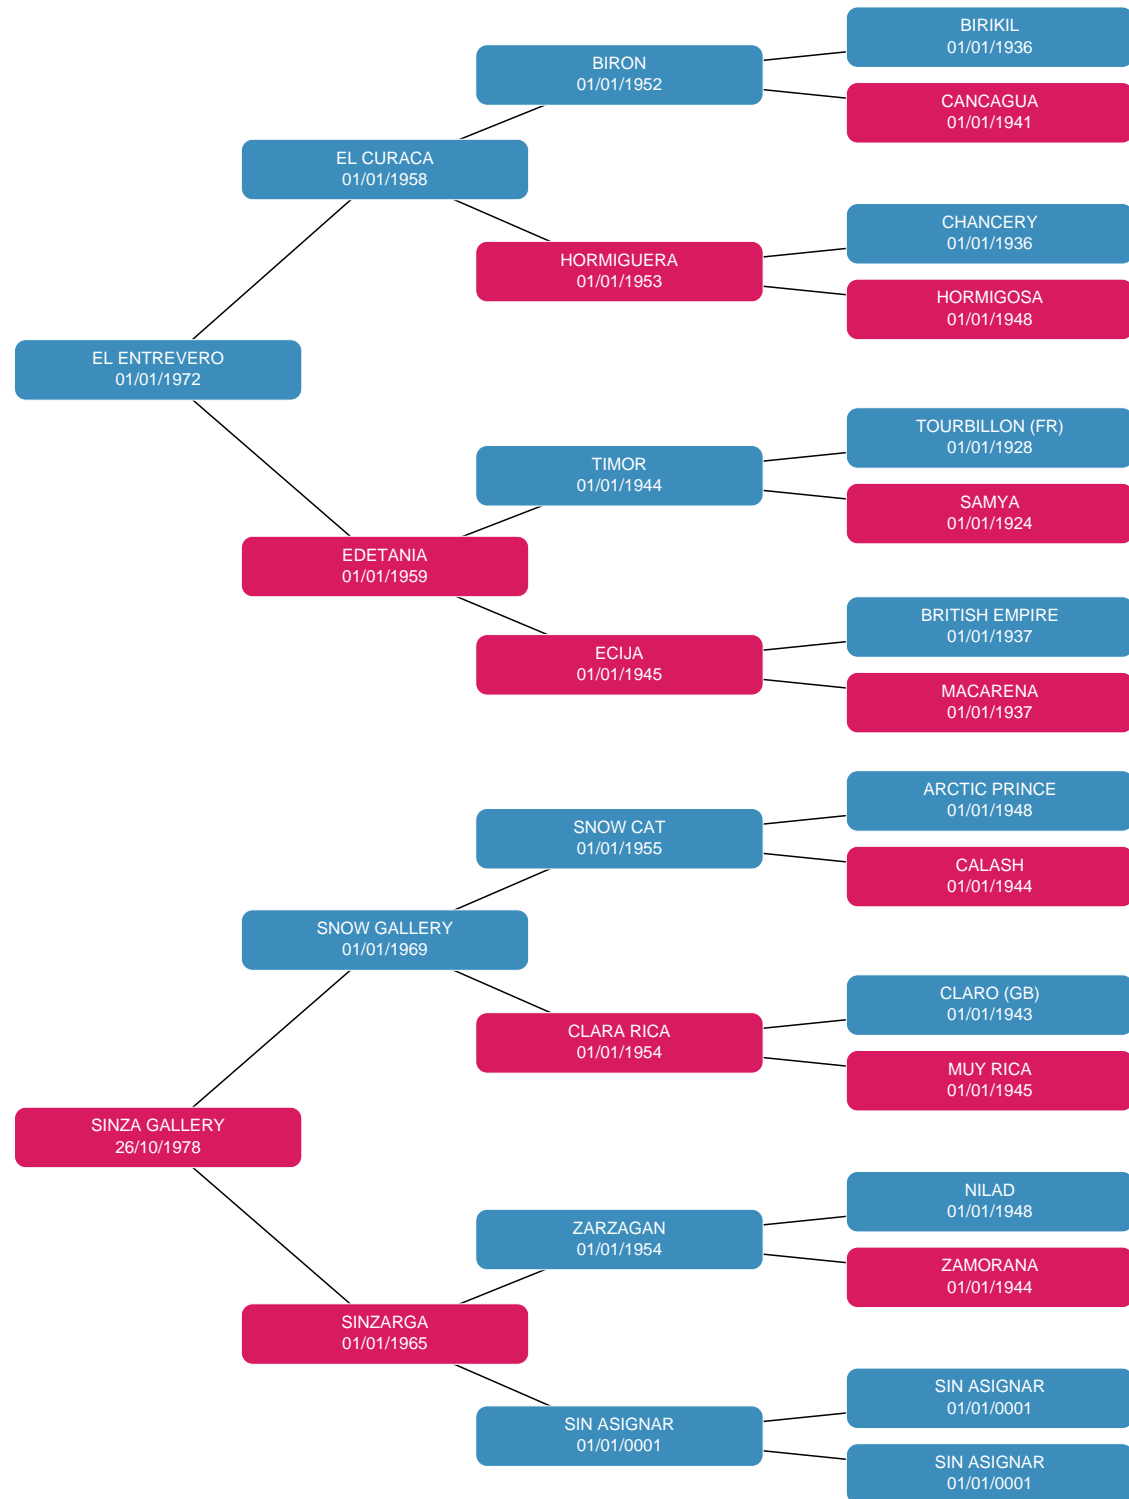 BIRIKIL
01/01/1936
BIRON
01/01/1952
CANCAGUA
01/01/1941
EL CURACA
01/01/1958
CHANCERY
01/01/1936
HORMIGUERA
01/01/1953
HORMIGOSA
01/01/1948
EL ENTREVERO
01/01/1972
TOURBILLON (FR)
01/01/1928
TIMOR
01/01/1944
SAMYA
01/01/1924
EDETANIA
01/01/1959
BRITISH EMPIRE
01/01/1937
ECIJA
01/01/1945
MACARENA
01/01/1937
ARCTIC PRINCE
01/01/1948
SNOW CAT
01/01/1955
CALASH
01/01/1944
SNOW GALLERY
01/01/1969
CLARO (GB)
01/01/1943
CLARA RICA
01/01/1954
MUY RICA
01/01/1945
SINZA GALLERY
26/10/1978
NILAD
01/01/1948
ZARZAGAN
01/01/1954
ZAMORANA
01/01/1944
SINZARGA
01/01/1965
SIN ASIGNAR
01/01/0001
SIN ASIGNAR
01/01/0001
SIN ASIGNAR
01/01/0001